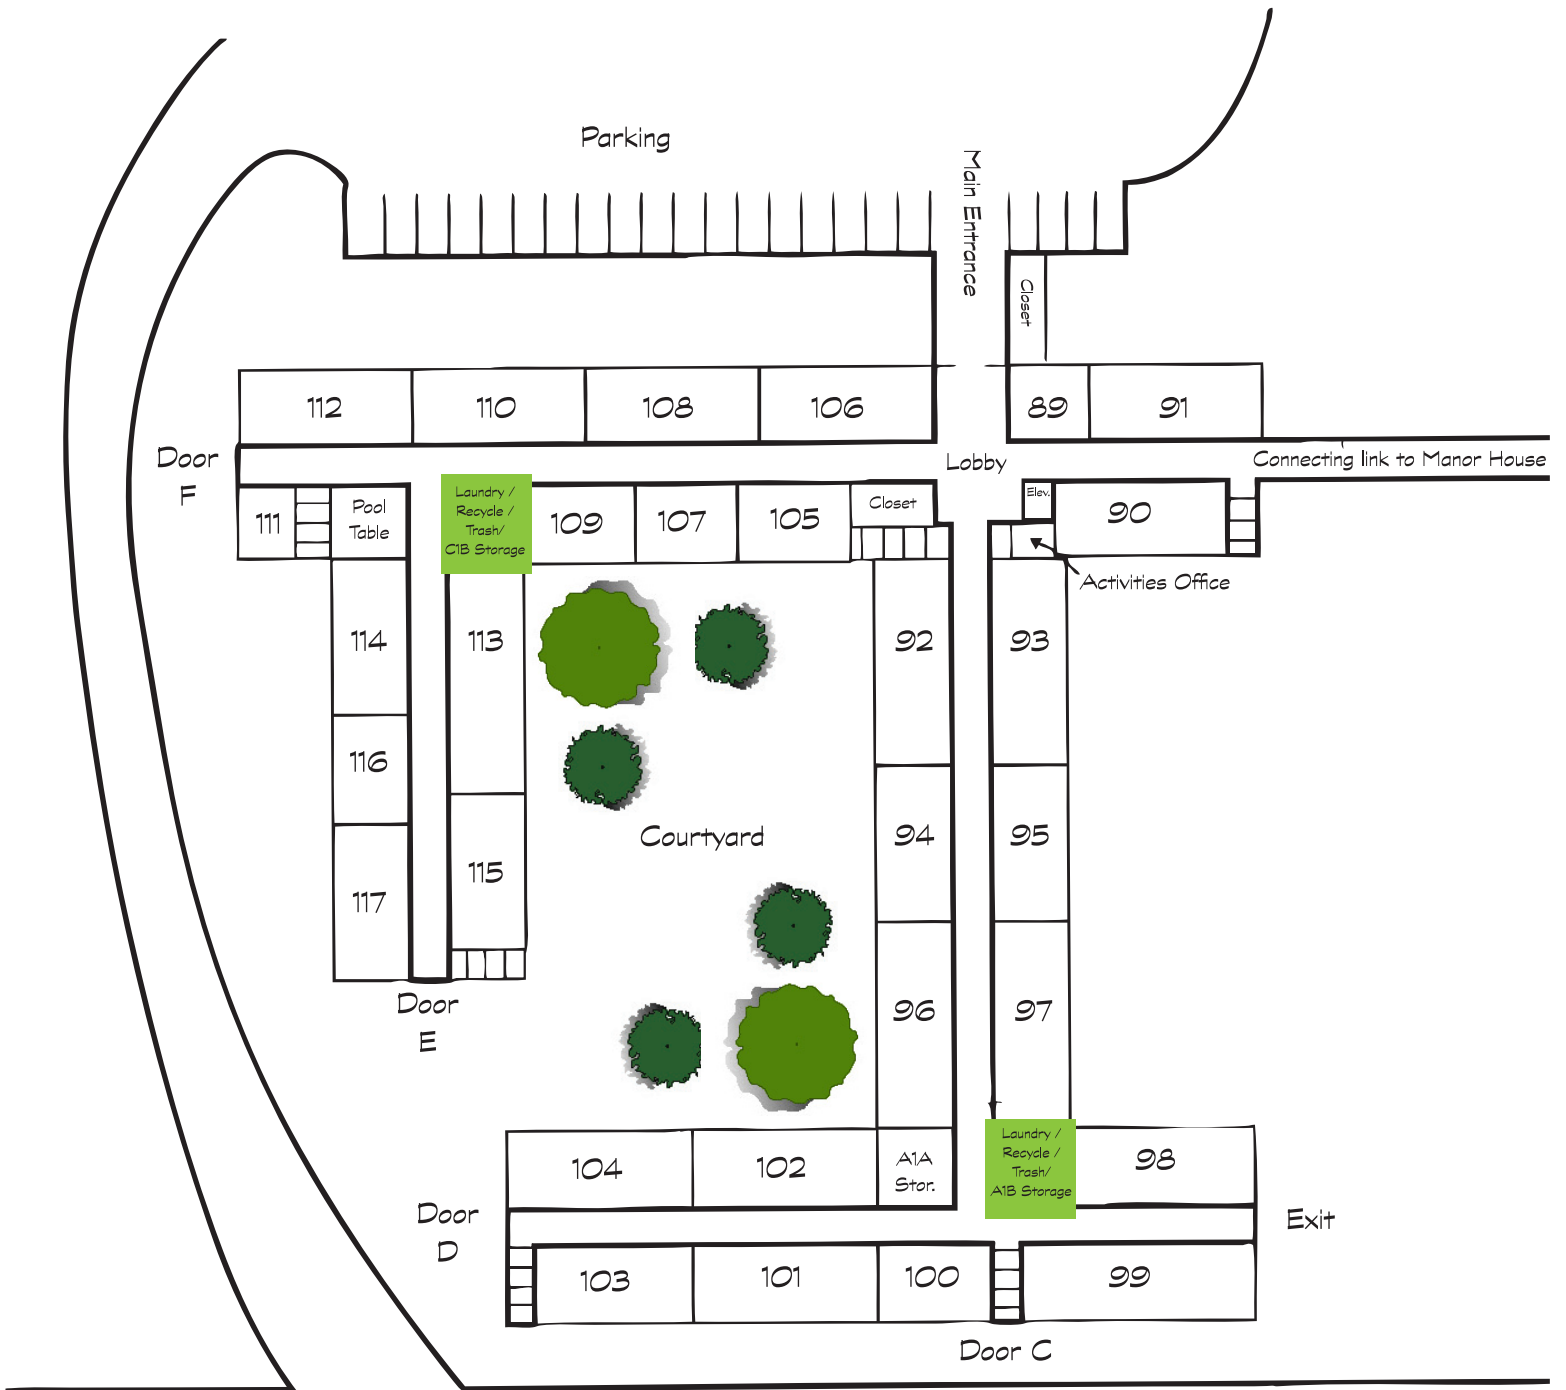 Parking
Main Entrance
Closet
112
110
108
106
89
91
Door
F
Lobby
Connecting link to Manor House
111
Pool
Table
Laundry /
Recycle /
Trash/
C1B Storage
109
107
105
Closet
Elev.
90
Activities Office
114
113
92
93
116
Courtyard
94
95
115
117
96
97
Door
E
104
102
A1A
Stor.
Laundry /
Recycle /
Trash/
A1B Storage
98
Door
D
Exit
103
101
100
99
Door C